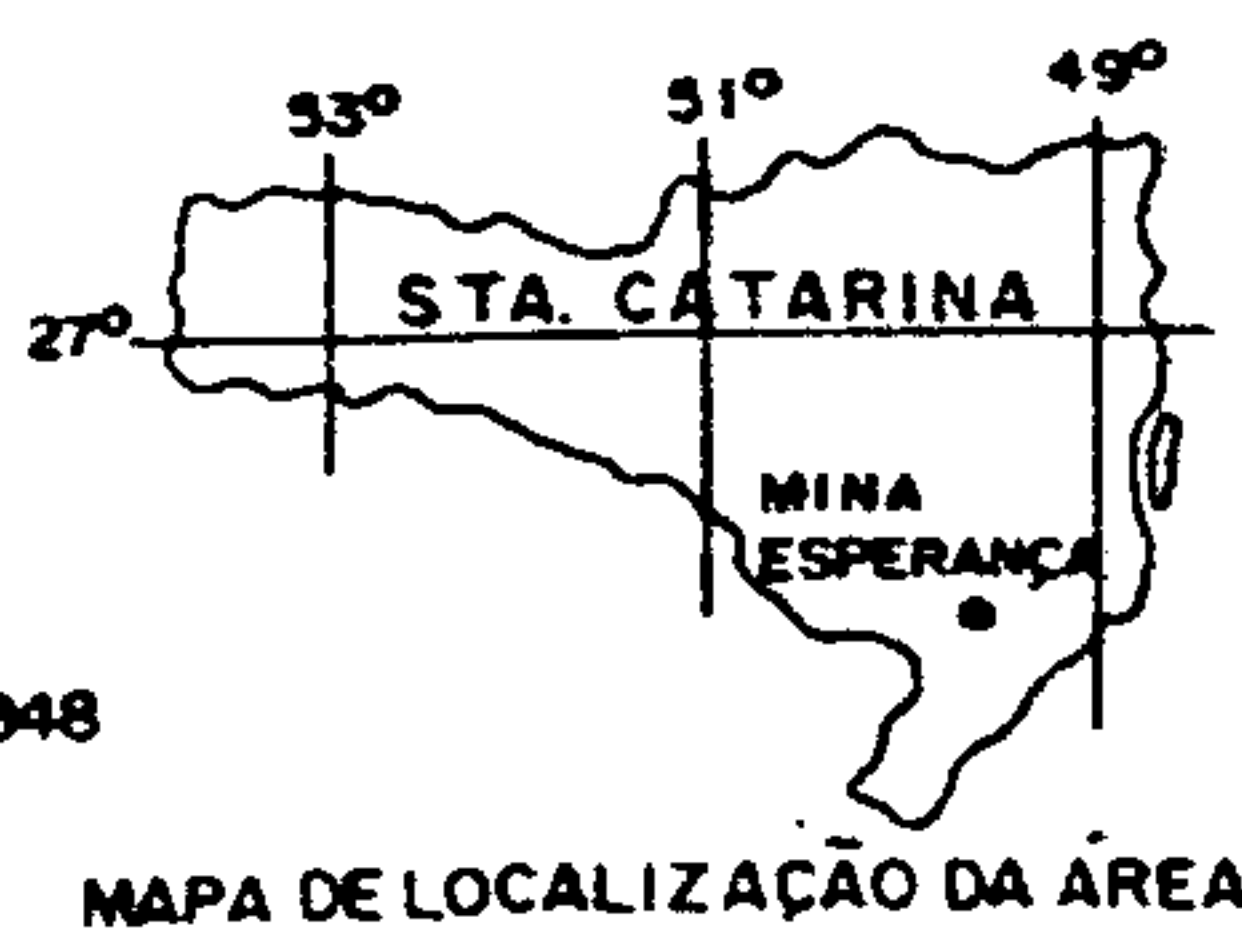 53° 51° 49°
STA. CATARINA
27°
MINA
ESPERANÇA
MAPA DE LOCALIZAÇÃO DA ÁREA